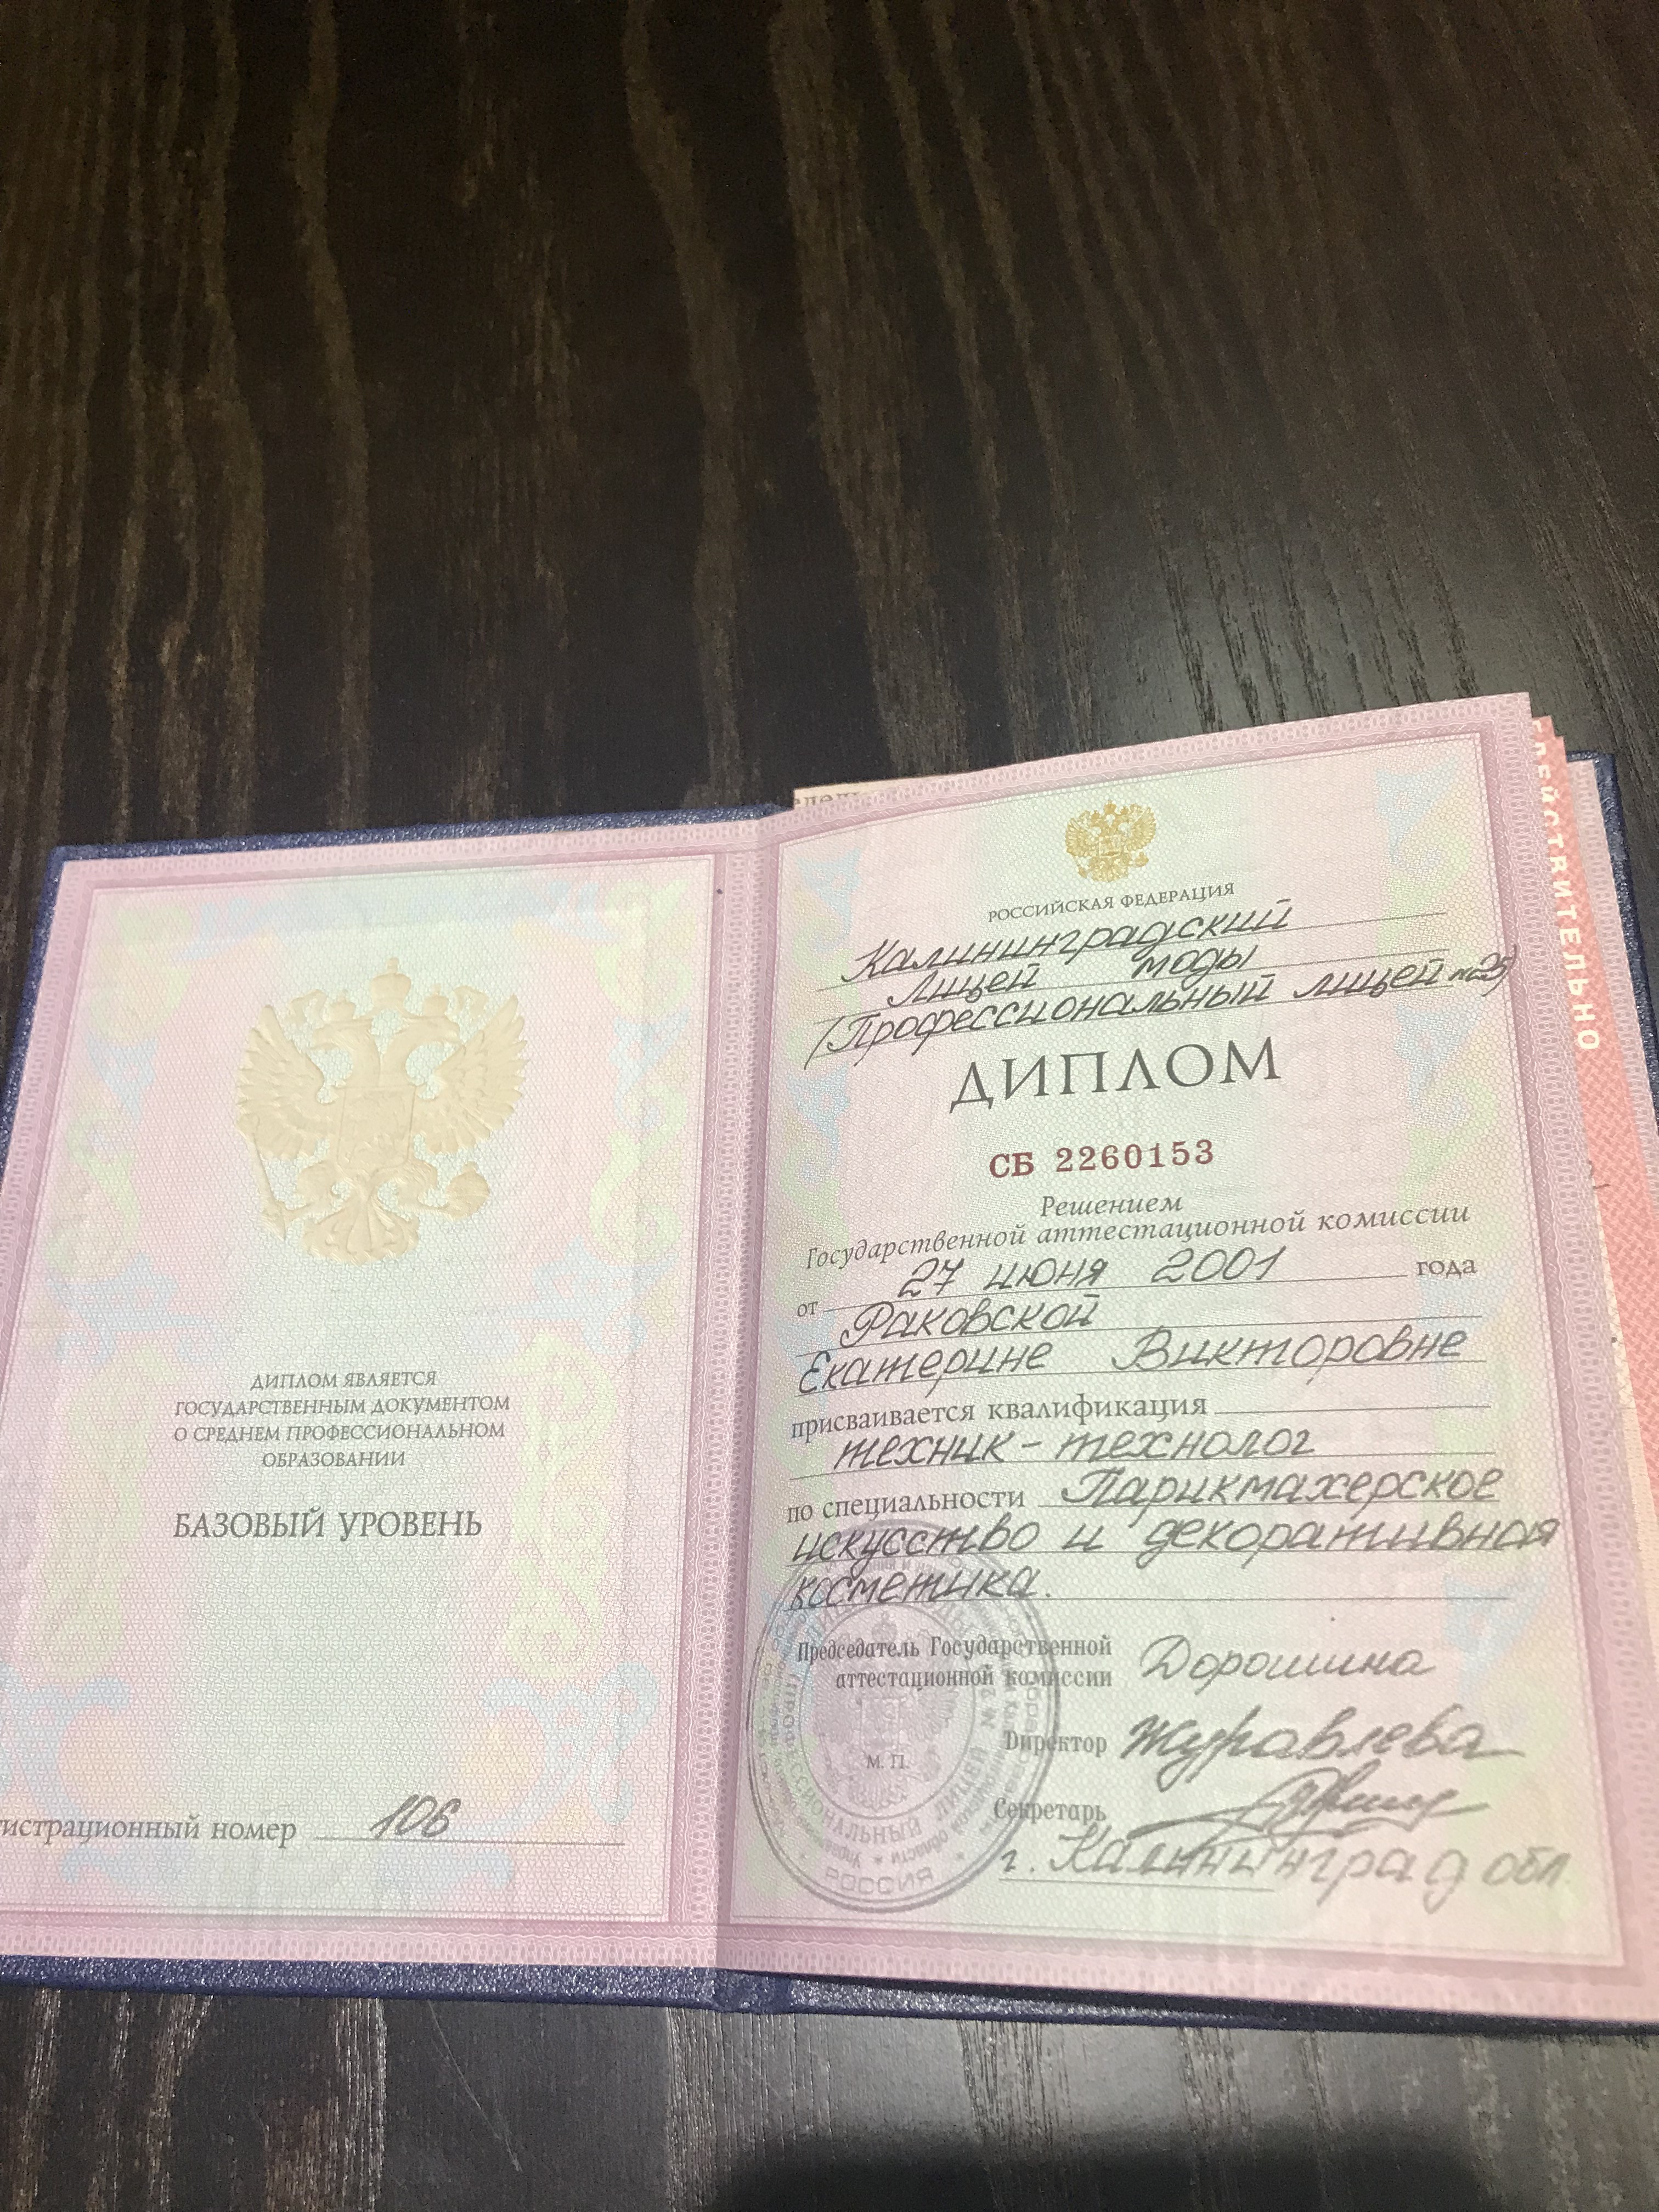 ДИПЛОМ ЯВЛЯЕТСЯ
ГОСУДАРСТВЕННЫМ ДОКУМЕНТОМ
О СРЕДНЕМ ПРОФЕССИОНАЛЬНОМ
ОБРАЗОВАНИИ
БАЗОВЫЙ УРОВЕНЬ
истрационный номер 106
РОССИЙСКАЯ ФЕДЕРАЦИЯ
Калининградский
Лицей моды
/Профессиональный лицей №25)
ДИПЛОМ
СБ 2260153
Решением
Государственной аттестационной комиссии
от 27 июня 2001 года
Раковской
Екатерине Викторовне
присваивается квалификация
техник-технолог
по специальности Парикмахерское
искусство и декоративная
косметика.
Председатель Государственной
аттестационной комиссии Дорошина
М. П.
Директор Журавлева
Секретарь
г. Калининград обл.
ПРОФЕССИОНАЛЬНЫЙ ЛИЦЕЙ
РОССИЯ
ДЕЙСТВИТЕЛЬНО